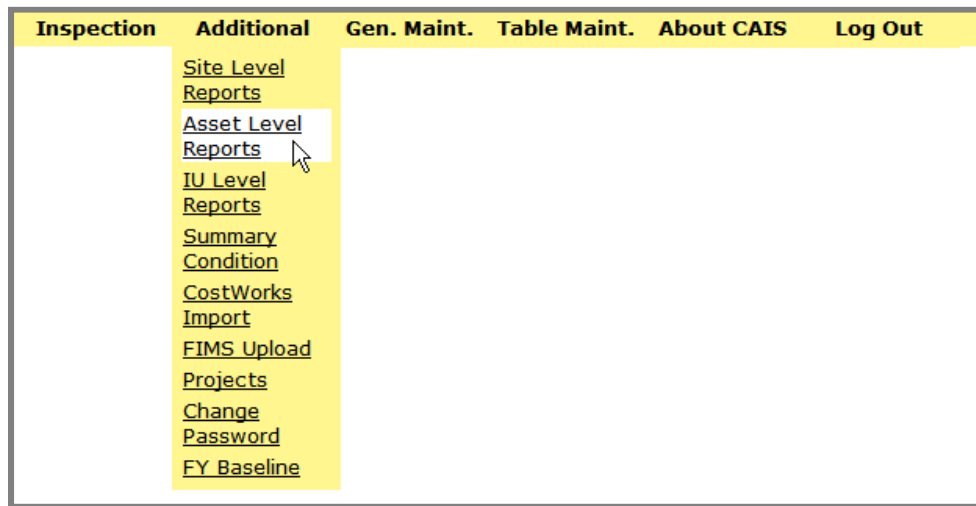 Inspection Additional Gen. Maint. Table Maint. About CAIS Log Out
Site Level
Reports
Asset Level
Reports
IU Level
Reports
Summary
Condition
CostWorks
Import
FIMS Upload
Projects
Change
Password
FY Baseline